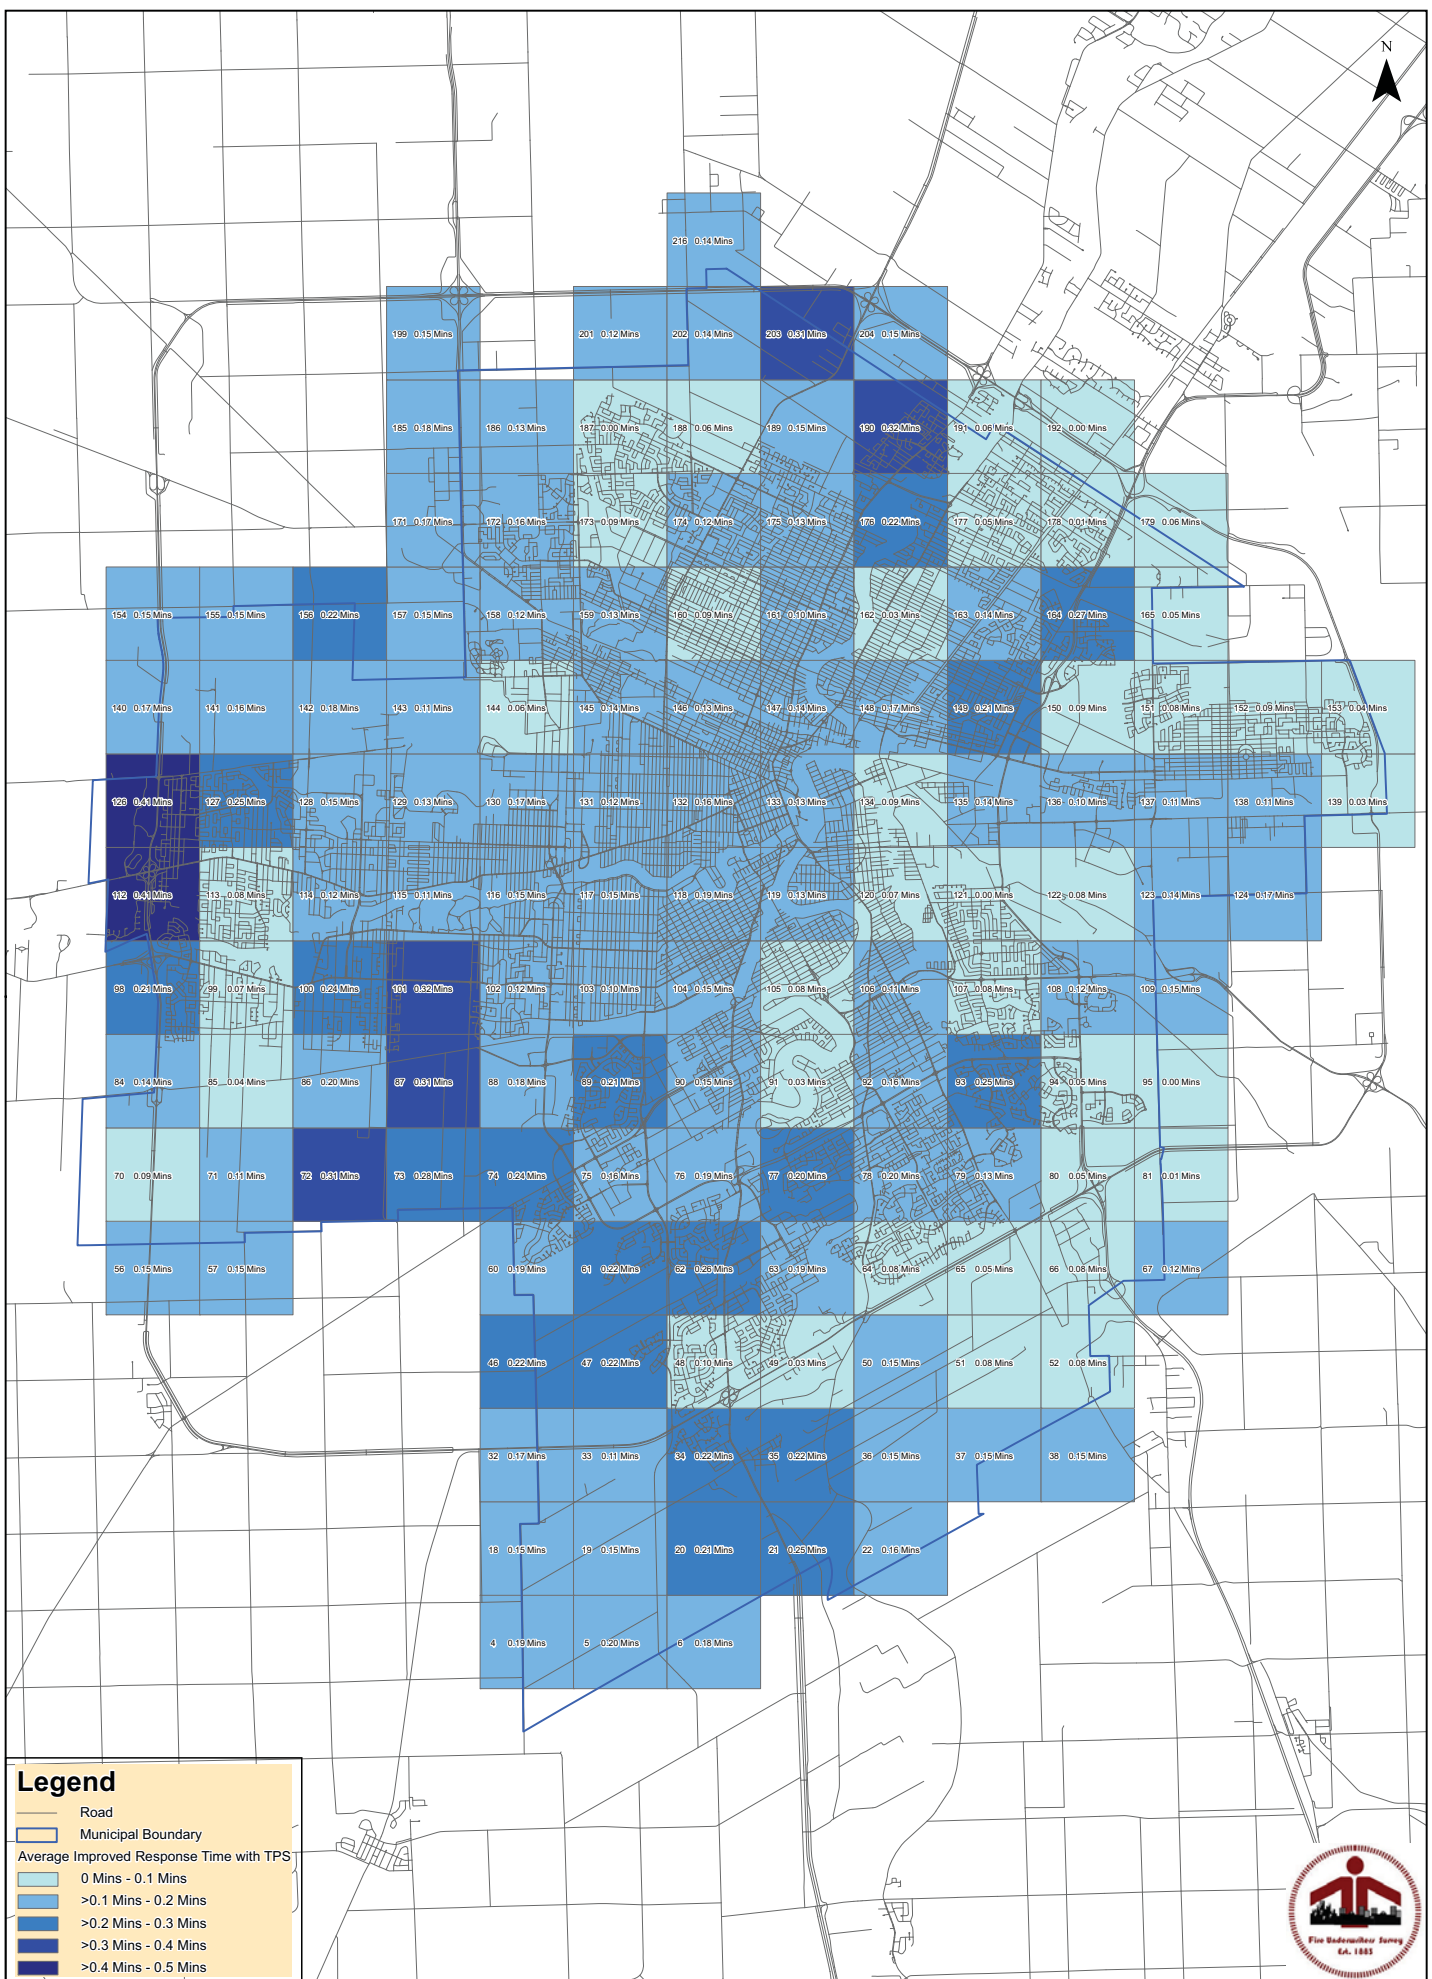 N
216 0.14 Mins
199 0.15 Mins
201 0.12 Mins
202 0.14 Mins
203 0.31 Mins
204 0.15 Mins
185 0.18 Mins
186 0.13 Mins
187 0.00 Mins
188 0.06 Mins
189 0.15 Mins
190 0.32 Mins
191 0.06 Mins
192 0.00 Mins
171 0.17 Mins
172 0.16 Mins
173 0.09 Mins
174 0.12 Mins
175 0.13 Mins
176 0.22 Mins
177 0.05 Mins
178 0.01 Mins
179 0.06 Mins
154 0.15 Mins
155 0.15 Mins
156 0.22 Mins
157 0.15 Mins
158 0.12 Mins
159 0.13 Mins
160 0.09 Mins
161 0.10 Mins
162 0.03 Mins
163 0.14 Mins
164 0.27 Mins
165 0.05 Mins
140 0.17 Mins
141 0.16 Mins
142 0.18 Mins
143 0.11 Mins
144 0.06 Mins
145 0.14 Mins
146 0.13 Mins
147 0.14 Mins
148 0.17 Mins
149 0.21 Mins
150 0.09 Mins
151 0.08 Mins
152 0.09 Mins
153 0.04 Mins
126 0.41 Mins
127 0.25 Mins
128 0.15 Mins
129 0.13 Mins
130 0.17 Mins
131 0.12 Mins
132 0.16 Mins
133 0.13 Mins
134 0.09 Mins
135 0.14 Mins
136 0.10 Mins
137 0.11 Mins
138 0.11 Mins
139 0.03 Mins
112 0.41 Mins
113 0.08 Mins
114 0.12 Mins
115 0.11 Mins
116 0.15 Mins
117 0.15 Mins
118 0.19 Mins
119 0.13 Mins
120 0.07 Mins
121 0.00 Mins
122 0.08 Mins
123 0.14 Mins
124 0.17 Mins
98 0.21 Mins
99 0.07 Mins
100 0.24 Mins
101 0.32 Mins
102 0.12 Mins
103 0.10 Mins
104 0.15 Mins
105 0.08 Mins
106 0.11 Mins
107 0.08 Mins
108 0.12 Mins
109 0.15 Mins
84 0.14 Mins
85 0.04 Mins
86 0.20 Mins
87 0.31 Mins
88 0.18 Mins
89 0.21 Mins
90 0.15 Mins
91 0.03 Mins
92 0.16 Mins
93 0.25 Mins
94 0.05 Mins
95 0.00 Mins
70 0.09 Mins
71 0.11 Mins
72 0.31 Mins
73 0.28 Mins
74 0.24 Mins
75 0.16 Mins
76 0.19 Mins
77 0.20 Mins
78 0.20 Mins
79 0.13 Mins
80 0.05 Mins
81 0.01 Mins
56 0.15 Mins
57 0.15 Mins
60 0.19 Mins
61 0.22 Mins
62 0.26 Mins
63 0.19 Mins
64 0.08 Mins
65 0.05 Mins
66 0.08 Mins
67 0.12 Mins
46 0.22 Mins
47 0.22 Mins
48 0.10 Mins
49 0.03 Mins
50 0.15 Mins
51 0.08 Mins
52 0.08 Mins
32 0.17 Mins
33 0.11 Mins
34 0.22 Mins
35 0.22 Mins
36 0.15 Mins
37 0.15 Mins
38 0.15 Mins
18 0.15 Mins
19 0.15 Mins
20 0.21 Mins
21 0.25 Mins
22 0.16 Mins
4 0.19 Mins
5 0.20 Mins
6 0.18 Mins
Legend
Road
Municipal Boundary
Average Improved Response Time with TPS
0 Mins - 0.1 Mins
>0.1 Mins - 0.2 Mins
>0.2 Mins - 0.3 Mins
>0.3 Mins - 0.4 Mins
>0.4 Mins - 0.5 Mins
Fire Underwriters Survey
Est. 1883